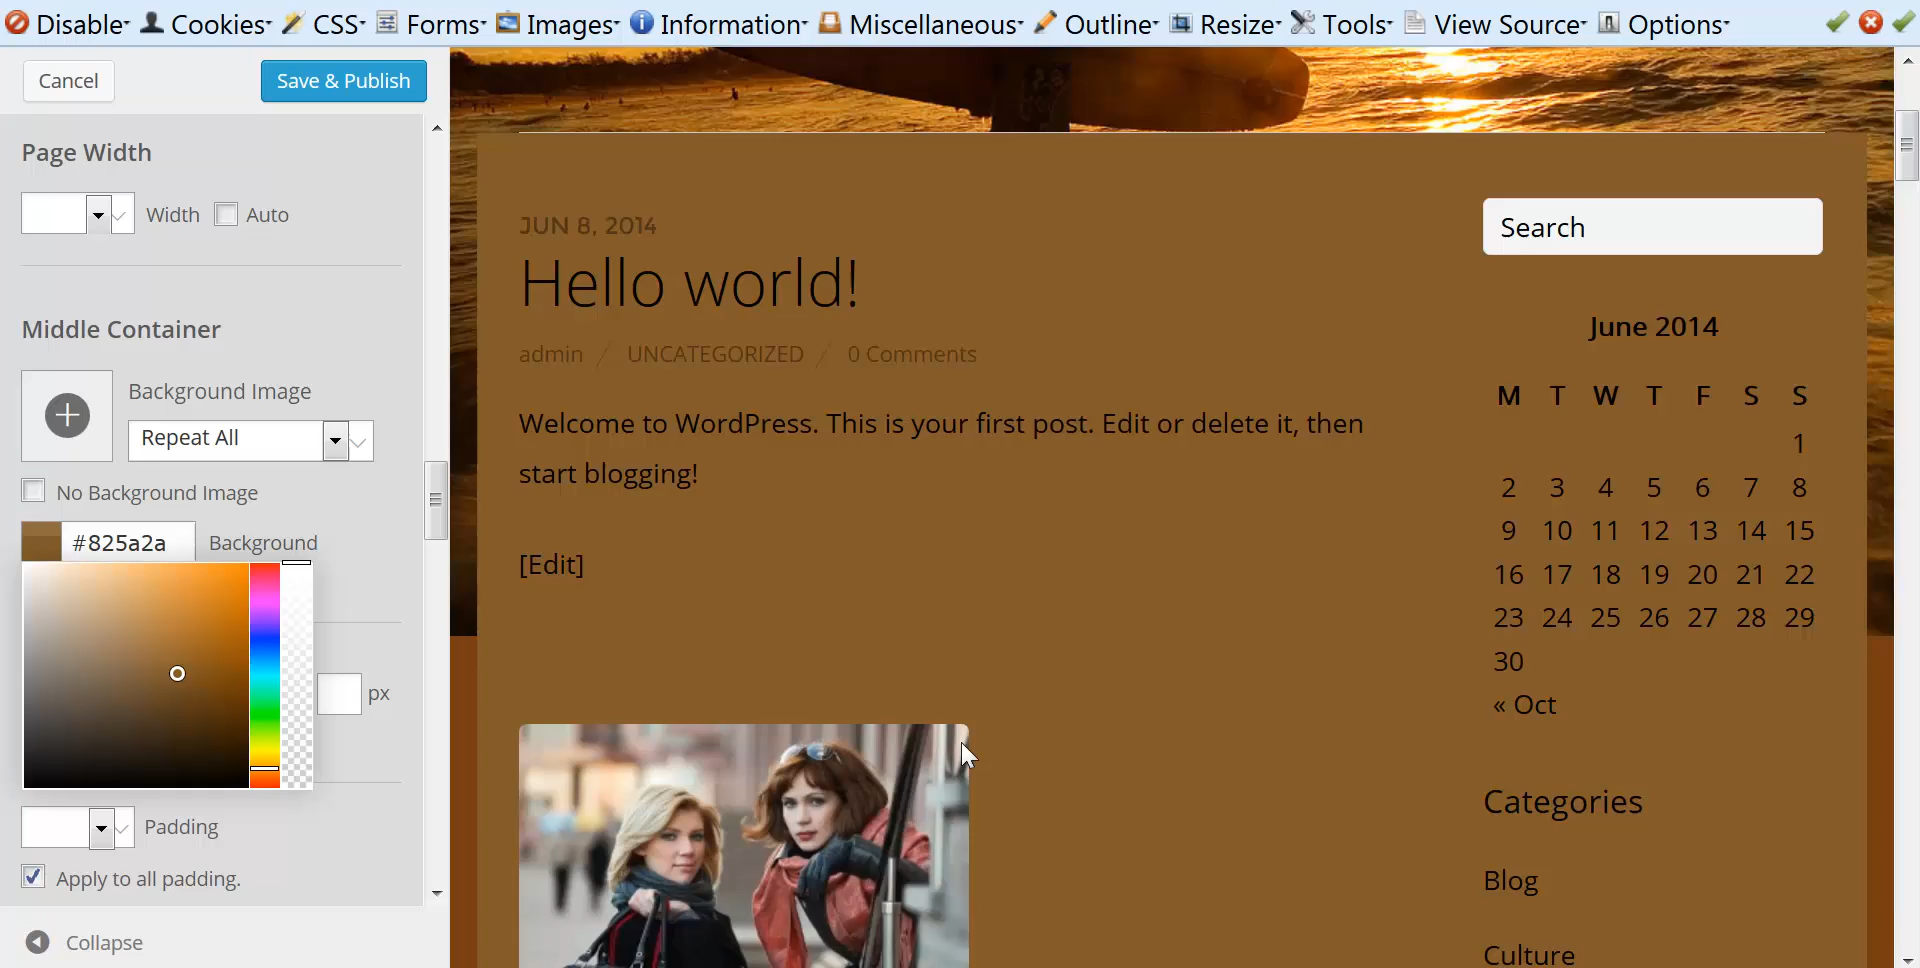 Disable Cookies CSS Forms Images Information Miscellaneous Outline Resize Tools View Source Options
Cancel
Save & Publish
Page Width
Width
Auto
Middle Container
Background Image
Repeat All
No Background Image
#825a2a
Background
px
Padding
Apply to all padding.
Collapse
JUN 8, 2014
Hello world!
admin / UNCATEGORIZED / 0 Comments
Welcome to WordPress. This is your first post. Edit or delete it, then
start blogging!
[Edit]
Search
June 2014
M T W T F S S
1
2 3 4 5 6 7 8
9 10 11 12 13 14 15
16 17 18 19 20 21 22
23 24 25 26 27 28 29
30
« Oct
Categories
Blog
Culture